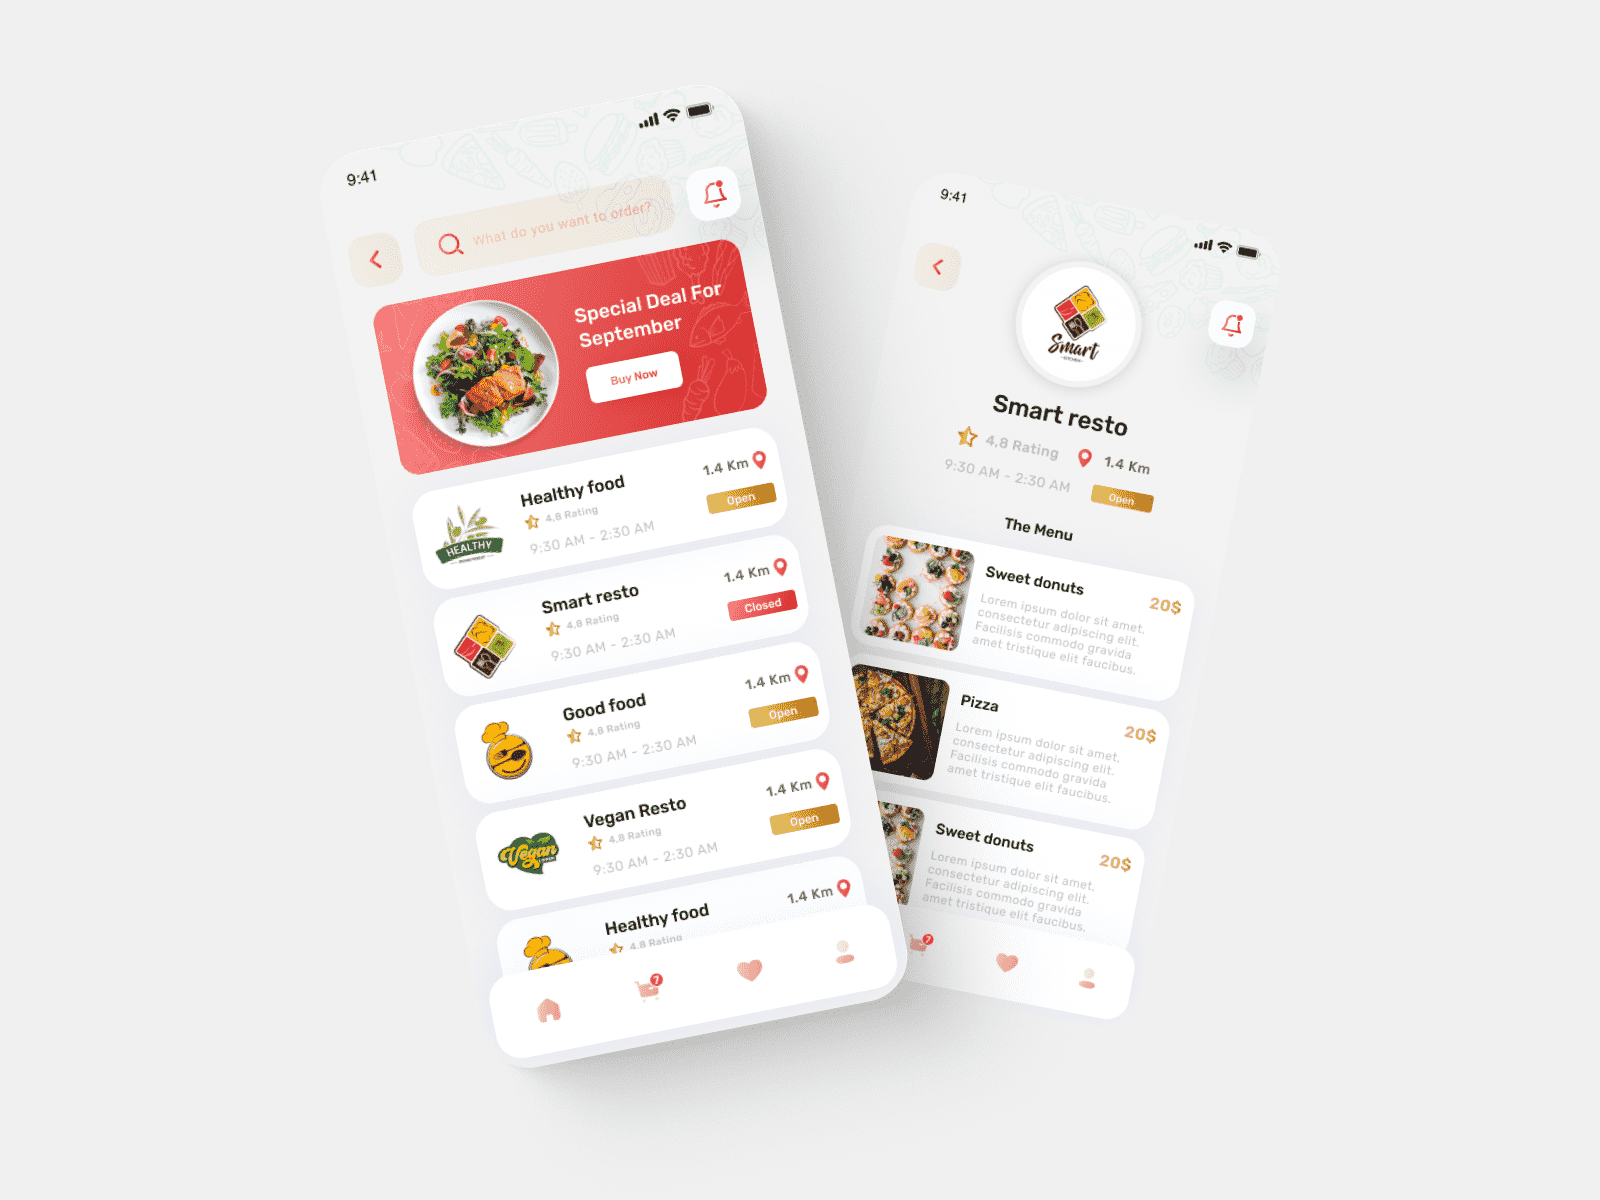 9:41
What do you want to order?
Special Deal For
September
Buy Now
HEALTHY
Healthy food
4,8 Rating
9:30 AM - 2:30 AM
1.4 Km
Open
Smart resto
4,8 Rating
9:30 AM - 2:30 AM
1.4 Km
Closed
Good food
4,8 Rating
9:30 AM - 2:30 AM
1.4 Km
Open
Vegan
Vegan Resto
4,8 Rating
9:30 AM - 2:30 AM
1.4 Km
Open
Healthy food
4,8 Rating
1.4 Km
7
9:41
Smart
KITCHEN
Smart resto
4,8 Rating
1.4 Km
9:30 AM - 2:30 AM
Open
The Menu
Sweet donuts
20$
Lorem ipsum dolor sit amet,
consectetur adipiscing elit.
Facilisis commodo gravida
amet tristique elit faucibus.
Pizza
20$
Lorem ipsum dolor sit amet,
consectetur adipiscing elit.
Facilisis commodo gravida
amet tristique elit faucibus.
Sweet donuts
20$
Lorem ipsum dolor sit amet,
consectetur adipiscing elit.
Facilisis commodo gravida
amet tristique elit faucibus.
7